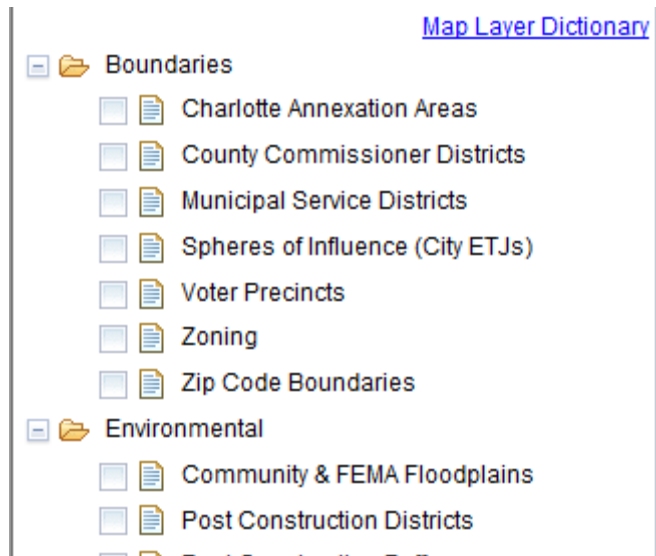 Map Layer Dictionary
Boundaries
Charlotte Annexation Areas
County Commissioner Districts
Municipal Service Districts
Spheres of Influence (City ETJs)
Voter Precincts
Zoning
Zip Code Boundaries
Environmental
Community & FEMA Floodplains
Post Construction Districts